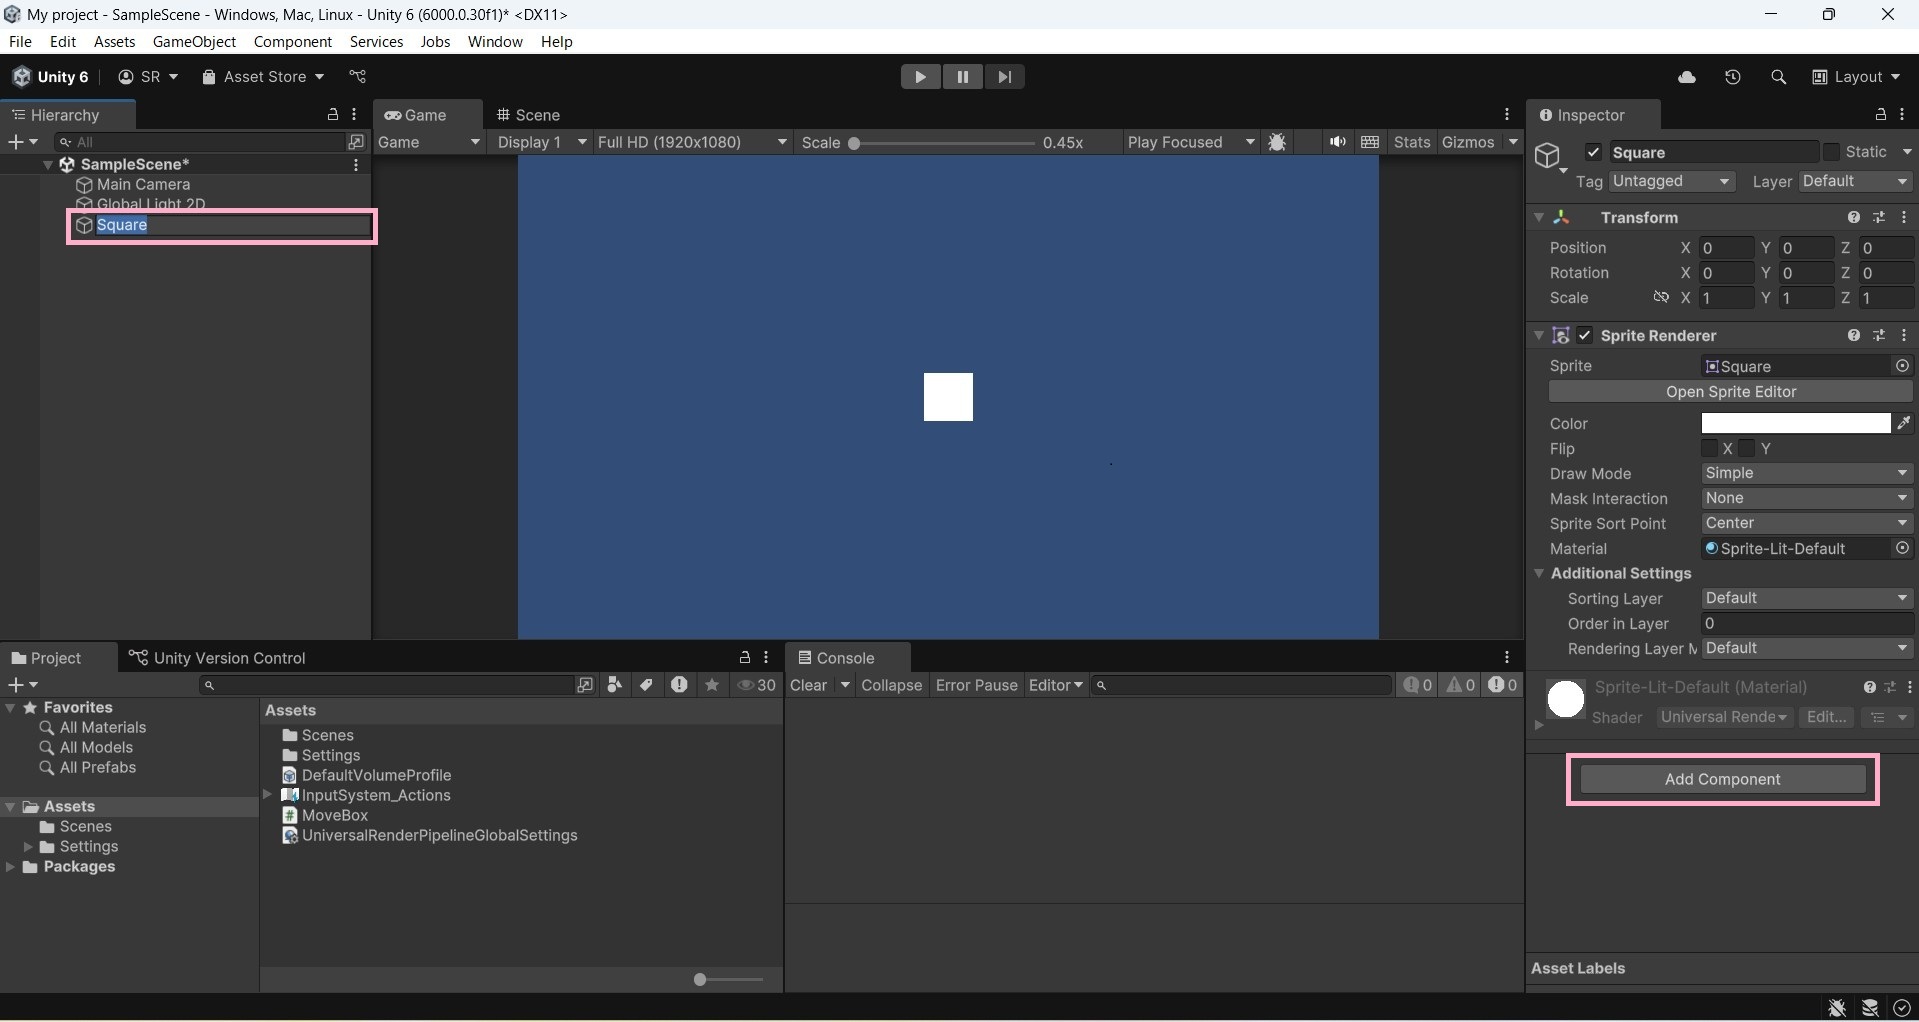 My project - SampleScene - Windows, Mac, Linux - Unity 6 (6000.0.30f1)* <DX11>
File Edit Assets GameObject Component Services Jobs Window Help
Unity 6 SR Asset Store Layout
Hierarchy
All
SampleScene*
Main Camera
Global Light 2D
Square
Game Scene
Game Display 1 Full HD (1920x1080) Scale 0.45x Play Focused Stats Gizmos
Inspector
Square Static
Tag Untagged Layer Default
Transform
Position X 0 Y 0 Z 0
Rotation X 0 Y 0 Z 0
Scale X 1 Y 1 Z 1
Sprite Renderer
Sprite Square
Open Sprite Editor
Color
Flip X Y
Draw Mode Simple
Mask Interaction None
Sprite Sort Point Center
Material Sprite-Lit-Default
Additional Settings
Sorting Layer Default
Order in Layer 0
Rendering Layer M Default
Sprite-Lit-Default (Material)
Shader Universal Rende Edit...
Add Component
Asset Labels
Project Unity Version Control
30
Favorites
All Materials
All Models
All Prefabs
Assets
Scenes
Settings
Packages
Assets
Scenes
Settings
DefaultVolumeProfile
InputSystem_Actions
MoveBox
UniversalRenderPipelineGlobalSettings
Console
Clear Collapse Error Pause Editor 0 0 0